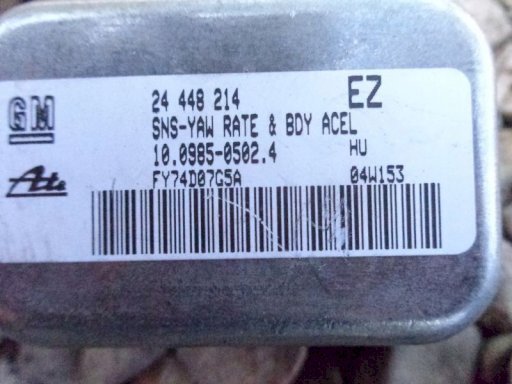 GM
24 448 214 EZ
SNS-YAW RATE & BDY ACEL
10.0985-0502.4 HU
Ate
FY74D07G5A 04W153